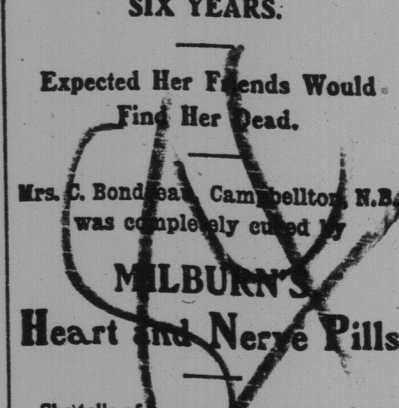 SIX YEARS.
Expected Her Friends Would
Find Her Dead.
Mrs. C. Bondreau, Campbellton, N.B.
was completely cured by
MILBURN'S
Heart and Nerve Pills